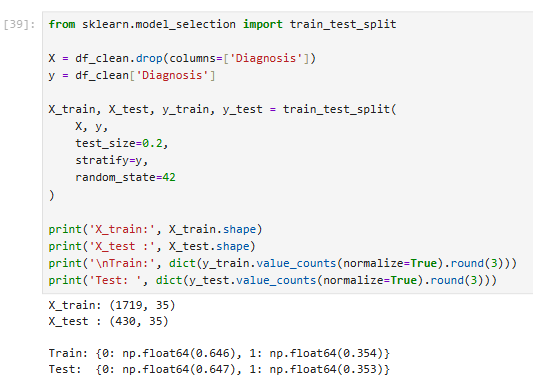 [39]: from sklearn.model_selection import train_test_split
X = df_clean.drop(columns=['Diagnosis'])
y = df_clean['Diagnosis']
X_train, X_test, y_train, y_test = train_test_split(
    X, y,
    test_size=0.2,
    stratify=y,
    random_state=42
)
print('X_train:', X_train.shape)
print('X_test :', X_test.shape)
print('\nTrain:', dict(y_train.value_counts(normalize=True).round(3)))
print('Test: ', dict(y_test.value_counts(normalize=True).round(3)))
X_train: (1719, 35)
X_test : (430, 35)
Train: {0: np.float64(0.646), 1: np.float64(0.354)}
Test:  {0: np.float64(0.647), 1: np.float64(0.353)}